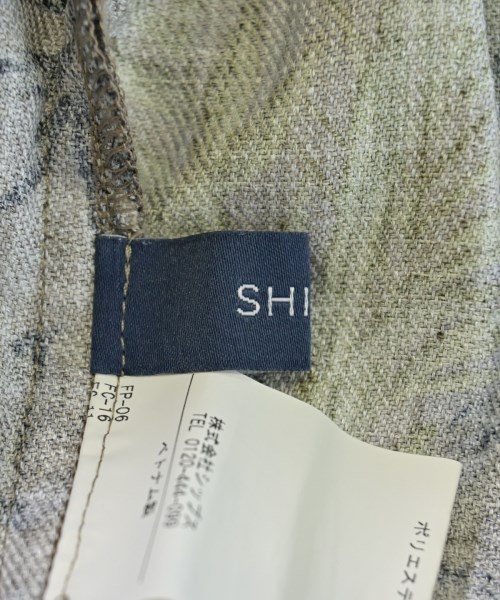 SHI
FP-06
FC-16
株式会社シップス
TEL 0120-444-
ベトナム製
ポリエステ